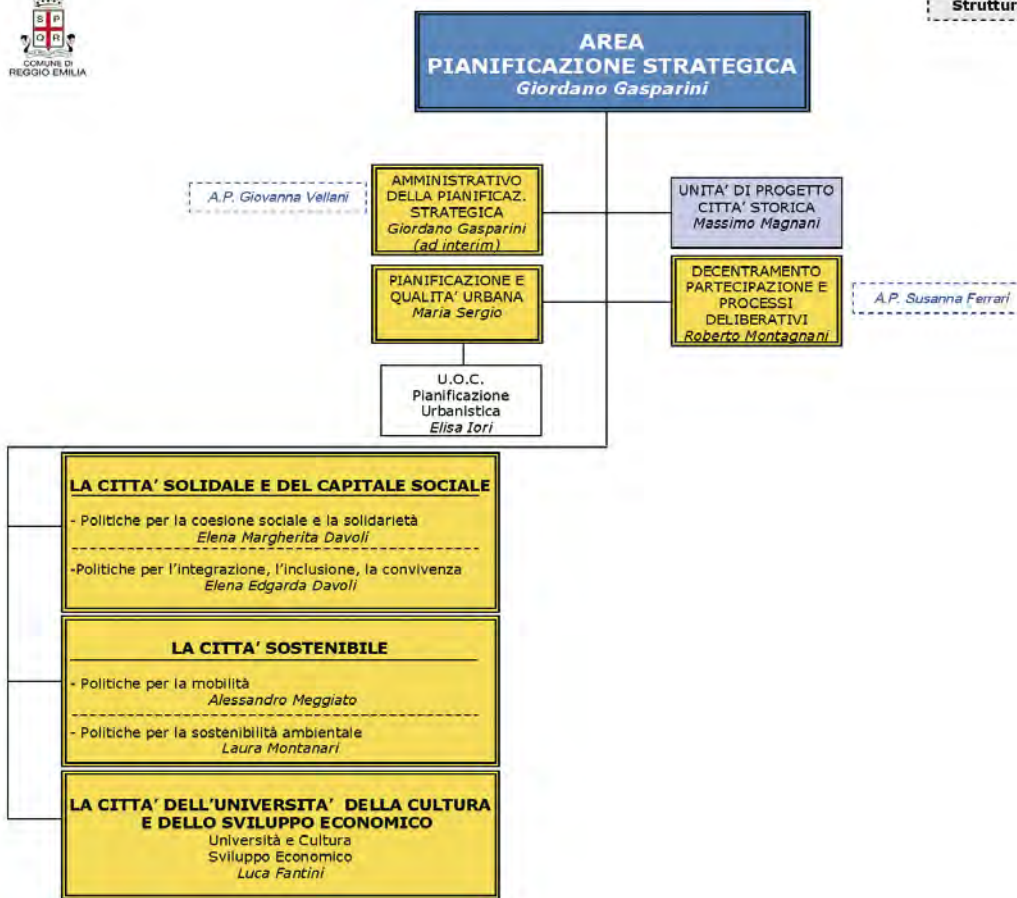 S P
Q R
COMUNE DI
REGGIO EMILIA
AREA
PIANIFICAZIONE STRATEGICA
Giordano Gasparini
A.P. Giovanna Vellani
AMMINISTRATIVO
DELLA PIANIFICAZ.
STRATEGICA
Giordano Gasparini
(ad interim)
UNITA' DI PROGETTO
CITTA' STORICA
Massimo Magnani
PIANIFICAZIONE E
QUALITA' URBANA
Maria Sergio
DECENTRAMENTO
PARTECIPAZIONE E
PROCESSI
DELIBERATIVI
Roberto Montagnani
A.P. Susanna Ferrari
U.O.C.
Pianificazione
Urbanistica
Elisa Iori
LA CITTA' SOLIDALE E DEL CAPITALE SOCIALE
- Politiche per la coesione sociale e la solidarietà
Elena Margherita Davoli
-Politiche per l'integrazione, l'inclusione, la convivenza
Elena Edgarda Davoli
LA CITTA' SOSTENIBILE
- Politiche per la mobilità
Alessandro Meggiato
- Politiche per la sostenibilità ambientale
Laura Montanari
LA CITTA' DELL'UNIVERSITA' DELLA CULTURA
E DELLO SVILUPPO ECONOMICO
Università e Cultura
Sviluppo Economico
Luca Fantini